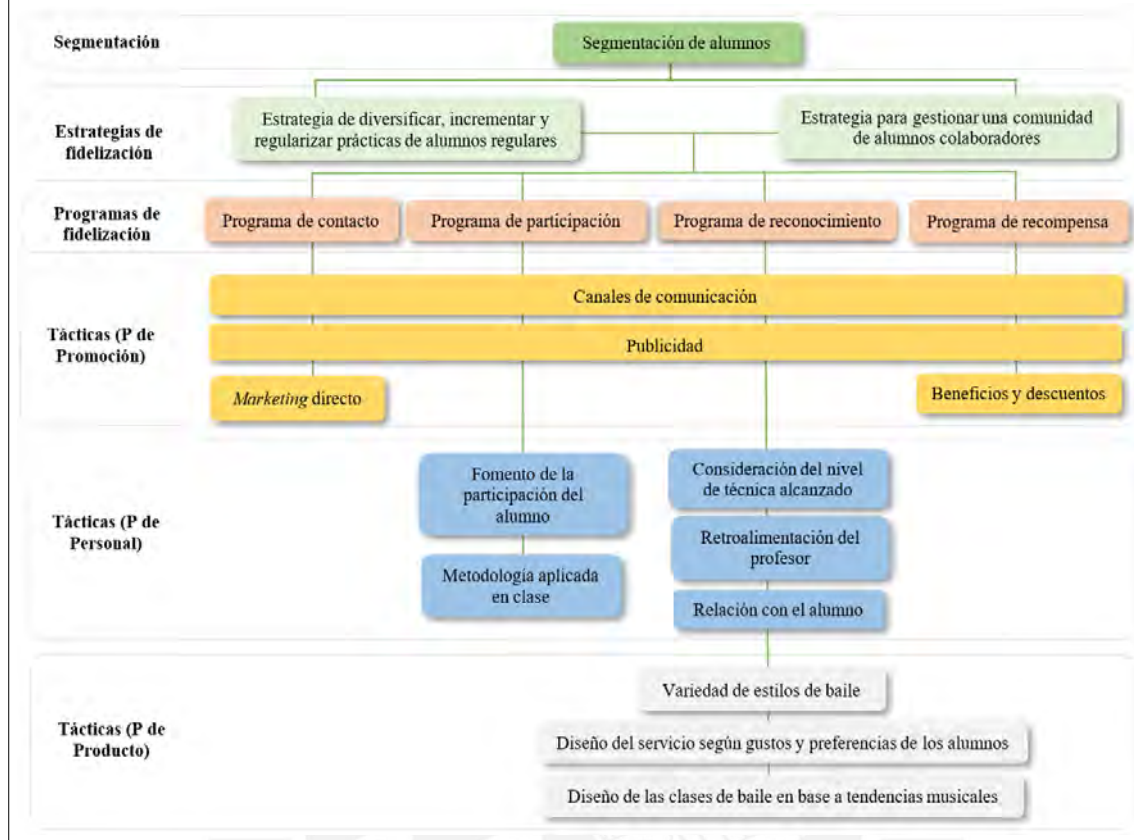 Segmentación
Segmentación de alumnos
Estrategias de
fidelización
Estrategia de diversificar, incrementar y
regularizar prácticas de alumnos regulares
Estrategia para gestionar una comunidad
de alumnos colaboradores
Programas de
fidelización
Programa de contacto
Programa de participación
Programa de reconocimiento
Programa de recompensa
Tácticas (P de
Promoción)
Canales de comunicación
Publicidad
Marketing directo
Beneficios y descuentos
Tácticas (P de
Personal)
Fomento de la
participación del
alumno
Metodología aplicada
en clase
Consideración del nivel
de técnica alcanzado
Retroalimentación del
profesor
Relación con el alumno
Tácticas (P de
Producto)
Variedad de estilos de baile
Diseño del servicio según gustos y preferencias de los alumnos
Diseño de las clases de baile en base a tendencias musicales